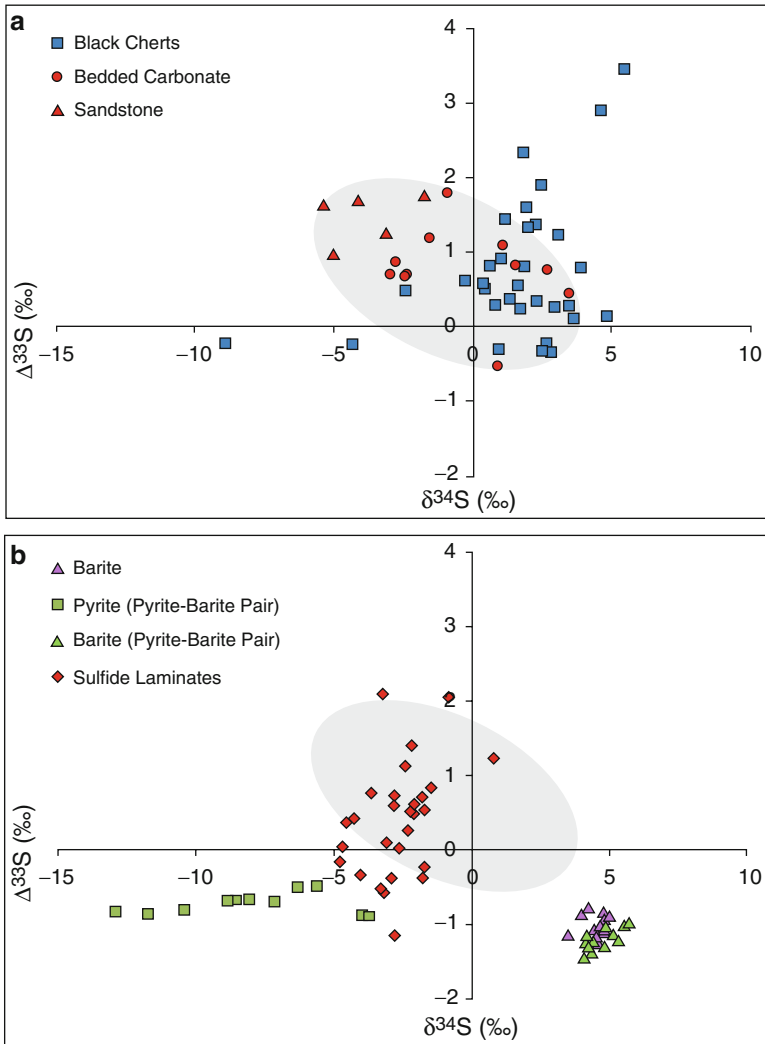 a
Black Cherts
Bedded Carbonate
Sandstone
4
3
2
1
0
−15
−10
−5
0
5
10
−1
−2
Δ³³S (‰)
δ³⁴S (‰)
b
Barite
Pyrite (Pyrite-Barite Pair)
Barite (Pyrite-Barite Pair)
Sulfide Laminates
4
3
2
1
0
−15
−10
−5
0
5
10
−1
−2
Δ³³S (‰)
δ³⁴S (‰)